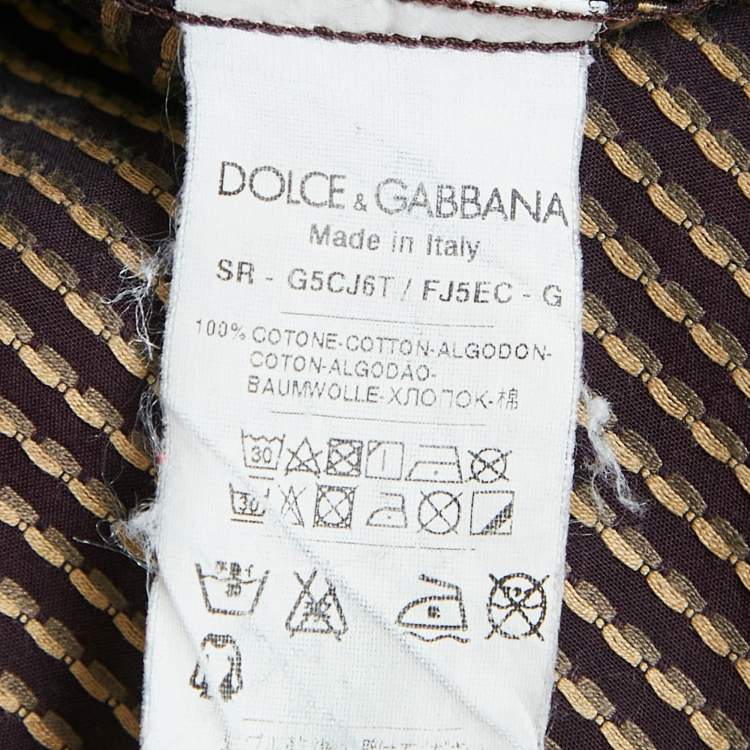 DOLCE & GABBANA
Made in Italy
SR - G5CJ6T / FJ5EC - G
100% COTONE-COTTON-ALGODON-
COTON-ALGODÃO-
BAUMWOLLE-ХЛОПОК-棉
30
30
30